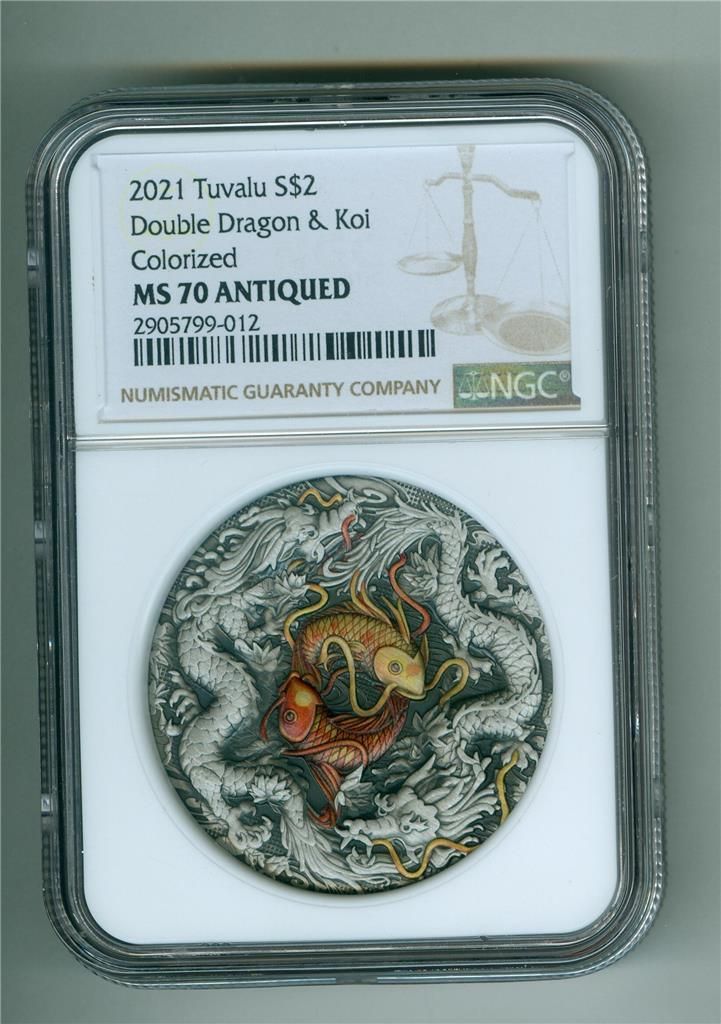 2021 Tuvalu S$2
Double Dragon & Koi
Colorized
MS 70 ANTIQUED
2905799-012
NUMISMATIC GUARANTY COMPANY
NGC®